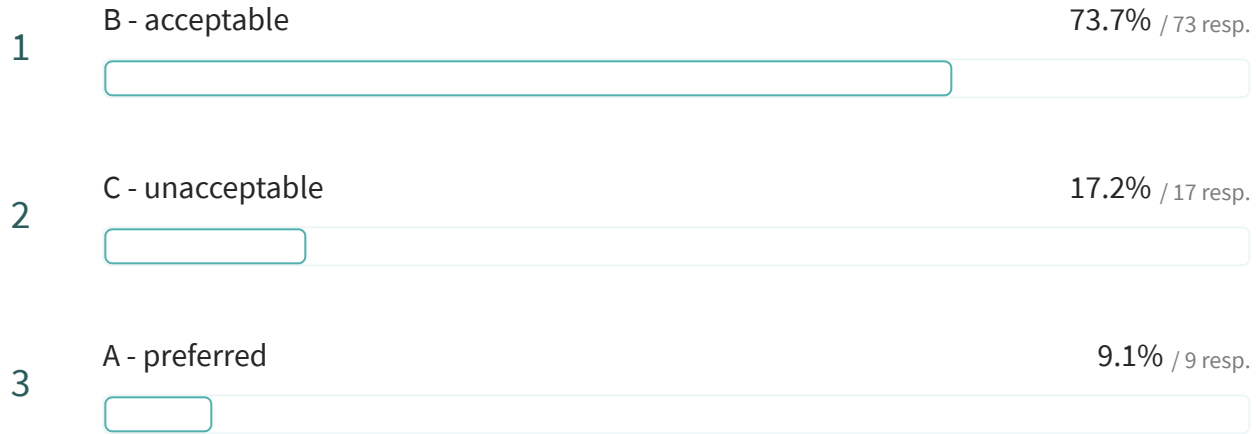 1
B - acceptable
73.7% / 73 resp.
2
C - unacceptable
17.2% / 17 resp.
3
A - preferred
9.1% / 9 resp.